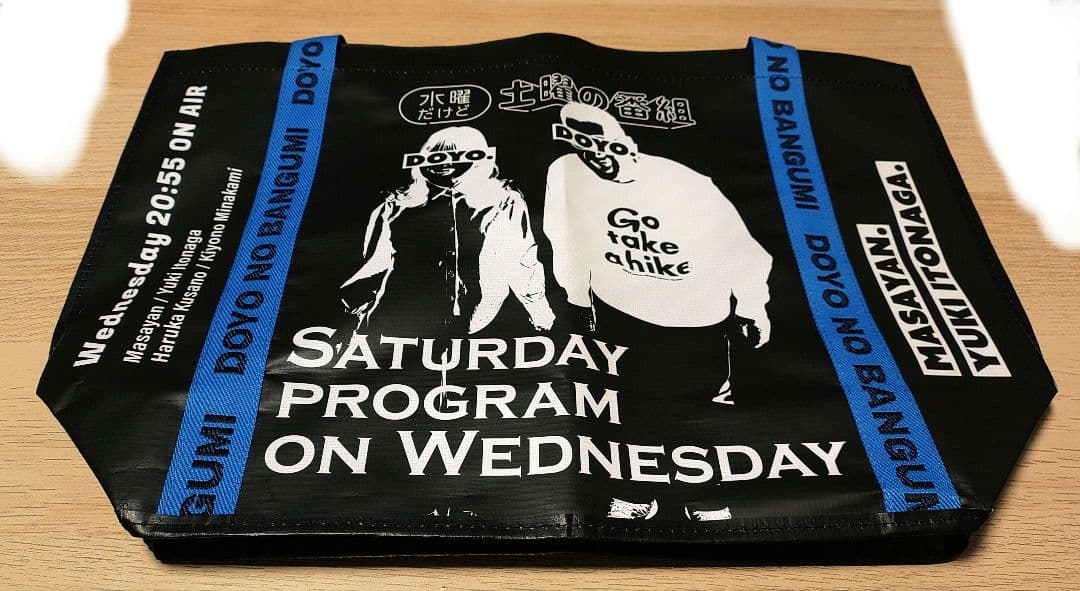 Wednesday 20:55 ON AIR
Masayan / Yuki Itonaga
Haruka Kusano / Kiyono Minakami
DOYO NO BANGUMI DOYO
GUMI
水曜
だけど
土曜の番組
DOYO.
DOYO.
Go
take
a hike
SATURDAY
PROGRAM
ON WEDNESDAY
NO BANGUMI DOYO NO BANGUMI
MASAYAN.
YUKI ITONAGA.